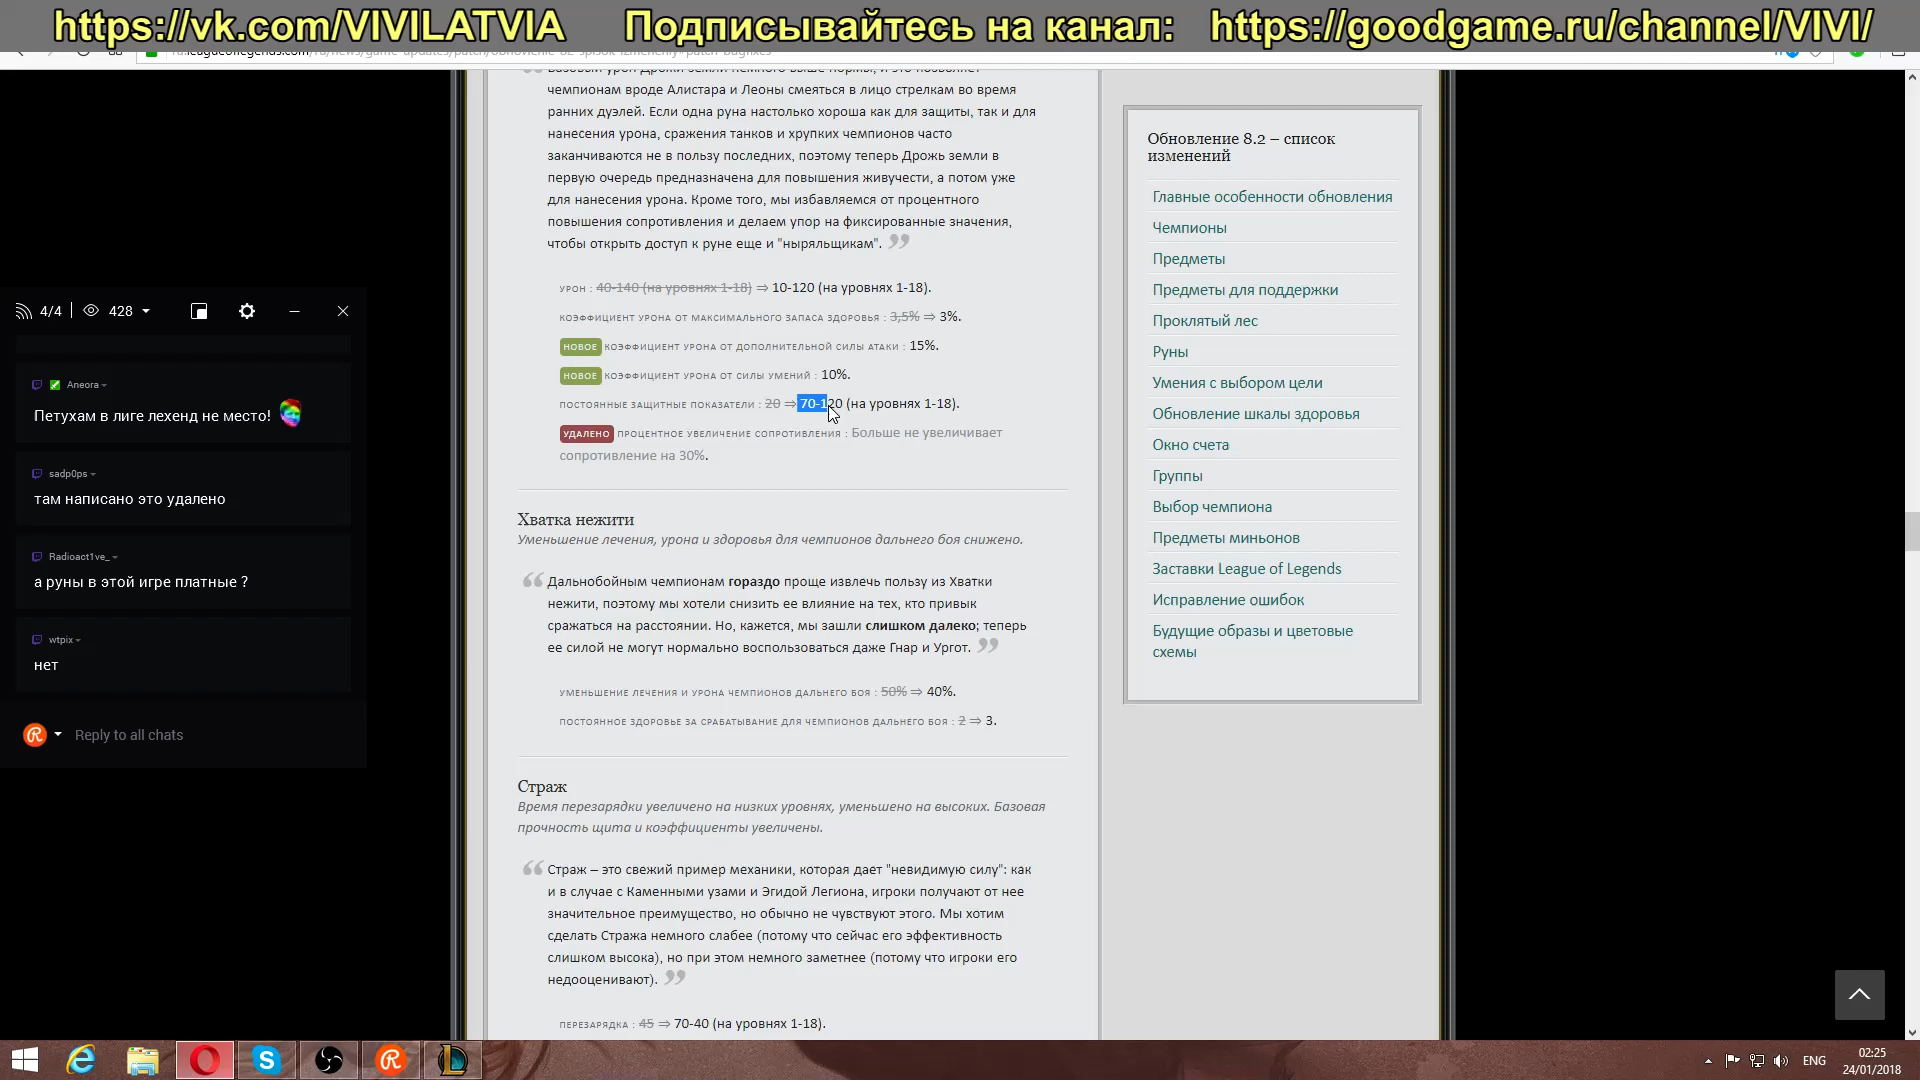 https://vk.com/VIVILATVIA Подписывайтесь на канал: https://goodgame.ru/channel/VIVI/
чемпионам вроде Алистара и Леоны смеяться в лицо стрелкам во время
ранних дуэлей. Если одна руна настолько хороша как для защиты, так и для
нанесения урона, сражения танков и хрупких чемпионов часто
заканчиваются не в пользу последних, поэтому теперь Дрожь земли в
первую очередь предназначена для повышения живучести, а потом уже
для нанесения урона. Кроме того, мы избавляемся от процентного
повышения сопротивления и делаем упор на фиксированные значения,
чтобы открыть доступ к руне еще и "ныряльщикам".
УРОН : 40-140 (на уровнях 1-18) ⇒ 10-120 (на уровнях 1-18).
КОЭФФИЦИЕНТ УРОНА ОТ МАКСИМАЛЬНОГО ЗАПАСА ЗДОРОВЬЯ : 3,5% ⇒ 3%.
НОВОЕ КОЭФФИЦИЕНТ УРОНА ОТ ДОПОЛНИТЕЛЬНОЙ СИЛЫ АТАКИ : 15%.
НОВОЕ КОЭФФИЦИЕНТ УРОНА ОТ СИЛЫ УМЕНИЙ : 10%.
ПОСТОЯННЫЕ ЗАЩИТНЫЕ ПОКАЗАТЕЛИ : 20 ⇒ 70-120 (на уровнях 1-18).
УДАЛЕНО ПРОЦЕНТНОЕ УВЕЛИЧЕНИЕ СОПРОТИВЛЕНИЯ : Больше не увеличивает
сопротивление на 30%.
Хватка нежити
Уменьшение лечения, урона и здоровья для чемпионов дальнего боя снижено.
Дальнобойным чемпионам гораздо проще извлечь пользу из Хватки
нежити, поэтому мы хотели снизить ее влияние на тех, кто привык
сражаться на расстоянии. Но, кажется, мы зашли слишком далеко; теперь
ее силой не могут нормально воспользоваться даже Гнар и Ургот.
УМЕНЬШЕНИЕ ЛЕЧЕНИЯ И УРОНА ЧЕМПИОНОВ ДАЛЬНЕГО БОЯ : 50% ⇒ 40%.
ПОСТОЯННОЕ ЗДОРОВЬЕ ЗА СРАБАТЫВАНИЕ ДЛЯ ЧЕМПИОНОВ ДАЛЬНЕГО БОЯ : 2 ⇒ 3.
Страж
Время перезарядки увеличено на низких уровнях, уменьшено на высоких. Базовая
прочность щита и коэффициенты увеличены.
Страж – это свежий пример механики, которая дает "невидимую силу": как
и в случае с Каменными узами и Эгидой Легиона, игроки получают от нее
значительное преимущество, но обычно не чувствуют этого. Мы хотим
сделать Стража немного слабее (потому что сейчас его эффективность
слишком высока), но при этом немного заметнее (потому что игроки его
недооценивают).
ПЕРЕЗАРЯДКА : 45 ⇒ 70-40 (на уровнях 1-18).
Обновление 8.2 – список
изменений
Главные особенности обновления
Чемпионы
Предметы
Предметы для поддержки
Проклятый лес
Руны
Умения с выбором цели
Обновление шкалы здоровья
Окно счета
Группы
Выбор чемпиона
Предметы миньонов
Заставки League of Legends
Исправление ошибок
Будущие образы и цветовые
схемы
4/4 428
Aneora
Петухам в лиге лехенд не место!
sadp0ps
там написано это удалено
Radioact1ve_
а руны в этой игре платные ?
wtpix
нет
Reply to all chats
ENG
02:25
24/01/2018